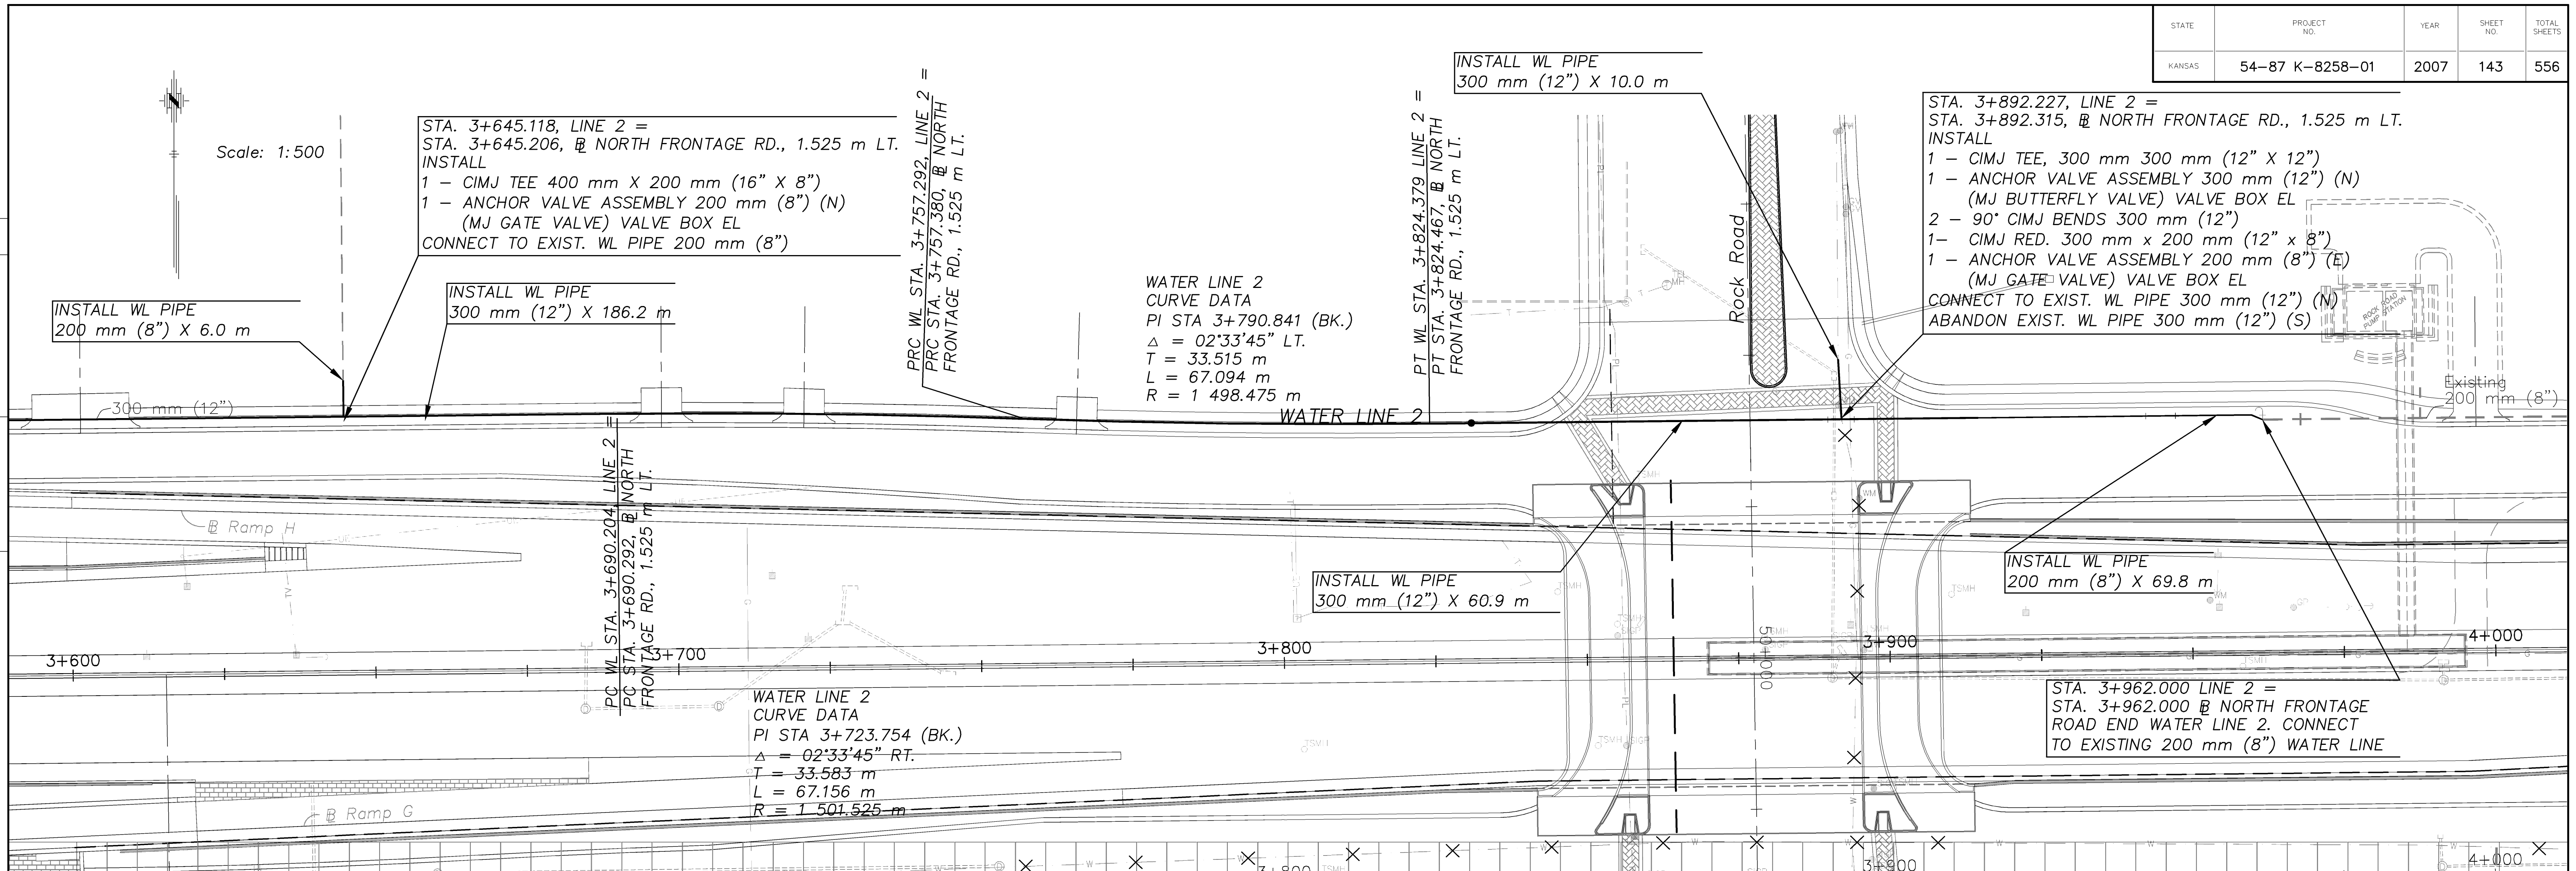 STATE
PROJECT NO.
YEAR
SHEET NO.
TOTAL SHEETS
KANSAS
54-87 K-8258-01
2007
143
556
Scale: 1:500
STA. 3+645.118, LINE 2 =
STA. 3+645.206, ℄ NORTH FRONTAGE RD., 1.525 m LT.
INSTALL
1 - CIMJ TEE 400 mm X 200 mm (16" X 8")
1 - ANCHOR VALVE ASSEMBLY 200 mm (8") (N)
(MJ GATE VALVE) VALVE BOX EL
CONNECT TO EXIST. WL PIPE 200 mm (8")
INSTALL WL PIPE
200 mm (8") X 6.0 m
INSTALL WL PIPE
300 mm (12") X 186.2 m
300 mm (12")
PRC WL STA. 3+757.292, LINE 2 =
PRC STA. 3+757.380, ℄ NORTH
FRONTAGE RD., 1.525 m LT.
WATER LINE 2
CURVE DATA
PI STA 3+790.841 (BK.)
△ = 02°33'45" LT.
T = 33.515 m
L = 67.094 m
R = 1 498.475 m
WATER LINE 2
PT WL STA. 3+824.379 LINE 2 =
PT STA. 3+824.467, ℄ NORTH
FRONTAGE RD., 1.525 m LT.
INSTALL WL PIPE
300 mm (12") X 10.0 m
Rock Road
STA. 3+892.227, LINE 2 =
STA. 3+892.315, ℄ NORTH FRONTAGE RD., 1.525 m LT.
INSTALL
1 - CIMJ TEE, 300 mm 300 mm (12" X 12")
1 - ANCHOR VALVE ASSEMBLY 300 mm (12") (N)
(MJ BUTTERFLY VALVE) VALVE BOX EL
2 - 90° CIMJ BENDS 300 mm (12")
1- CIMJ RED. 300 mm x 200 mm (12" x 8")
1 - ANCHOR VALVE ASSEMBLY 200 mm (8") (E)
(MJ GATE VALVE) VALVE BOX EL
CONNECT TO EXIST. WL PIPE 300 mm (12") (N)
ABANDON EXIST. WL PIPE 300 mm (12") (S)
ROCK ROAD
PUMP STATION
Existing
200 mm (8")
PC WL STA. 3+690.204, LINE 2 =
PC STA. 3+690.292, ℄ NORTH
FRONTAGE RD., 1.525 m LT.
℄ Ramp H
INSTALL WL PIPE
300 mm (12") X 60.9 m
INSTALL WL PIPE
200 mm (8") X 69.8 m
3+600
3+700
3+800
3+900
4+000
50+000
TSMH
WM
WATER LINE 2
CURVE DATA
PI STA 3+723.754 (BK.)
△ = 02°33'45" RT.
T = 33.583 m
L = 67.156 m
R = 1 501.525 m
STA. 3+962.000 LINE 2 =
STA. 3+962.000 ℄ NORTH FRONTAGE
ROAD END WATER LINE 2. CONNECT
TO EXISTING 200 mm (8") WATER LINE
℄ Ramp G
3+800
3+900
4+000